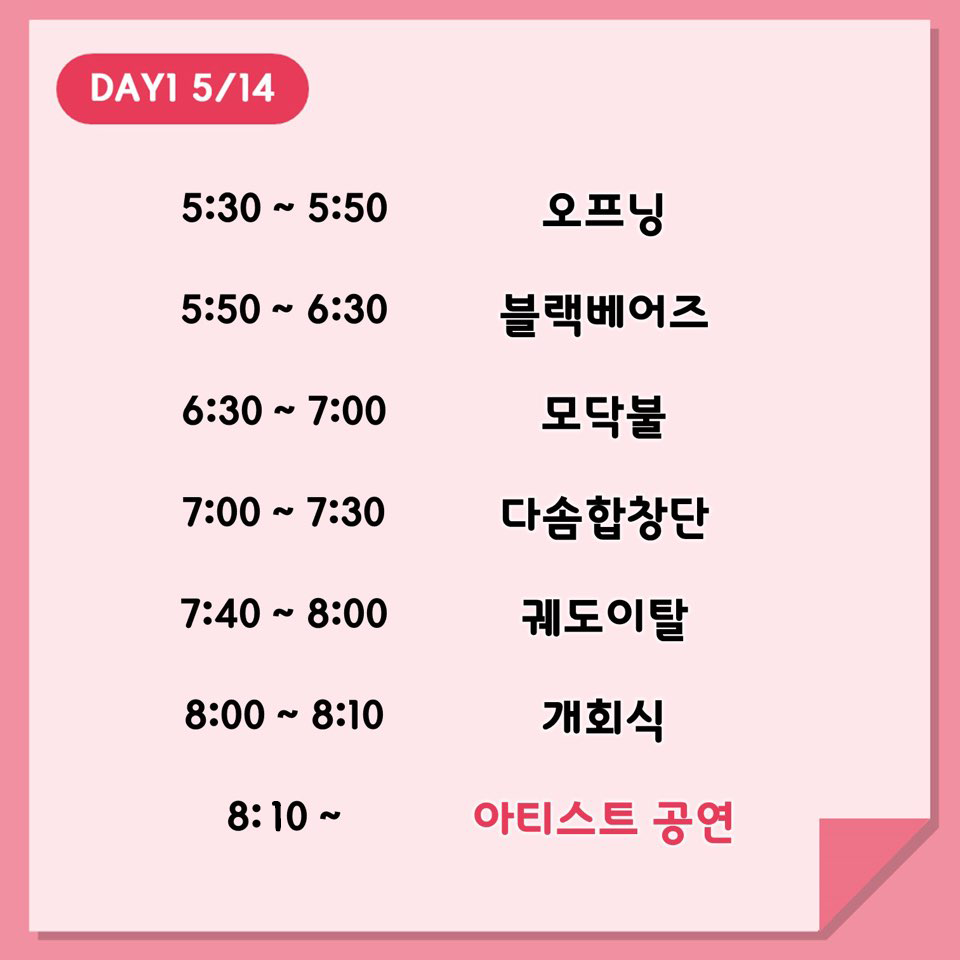 DAY1 5/14
5:30 ~ 5:50 오프닝
5:50 ~ 6:30 블랙베어즈
6:30 ~ 7:00 모닥불
7:00 ~ 7:30 다솜합창단
7:40 ~ 8:00 궤도이탈
8:00 ~ 8:10 개회식
8:10 ~ 아티스트 공연